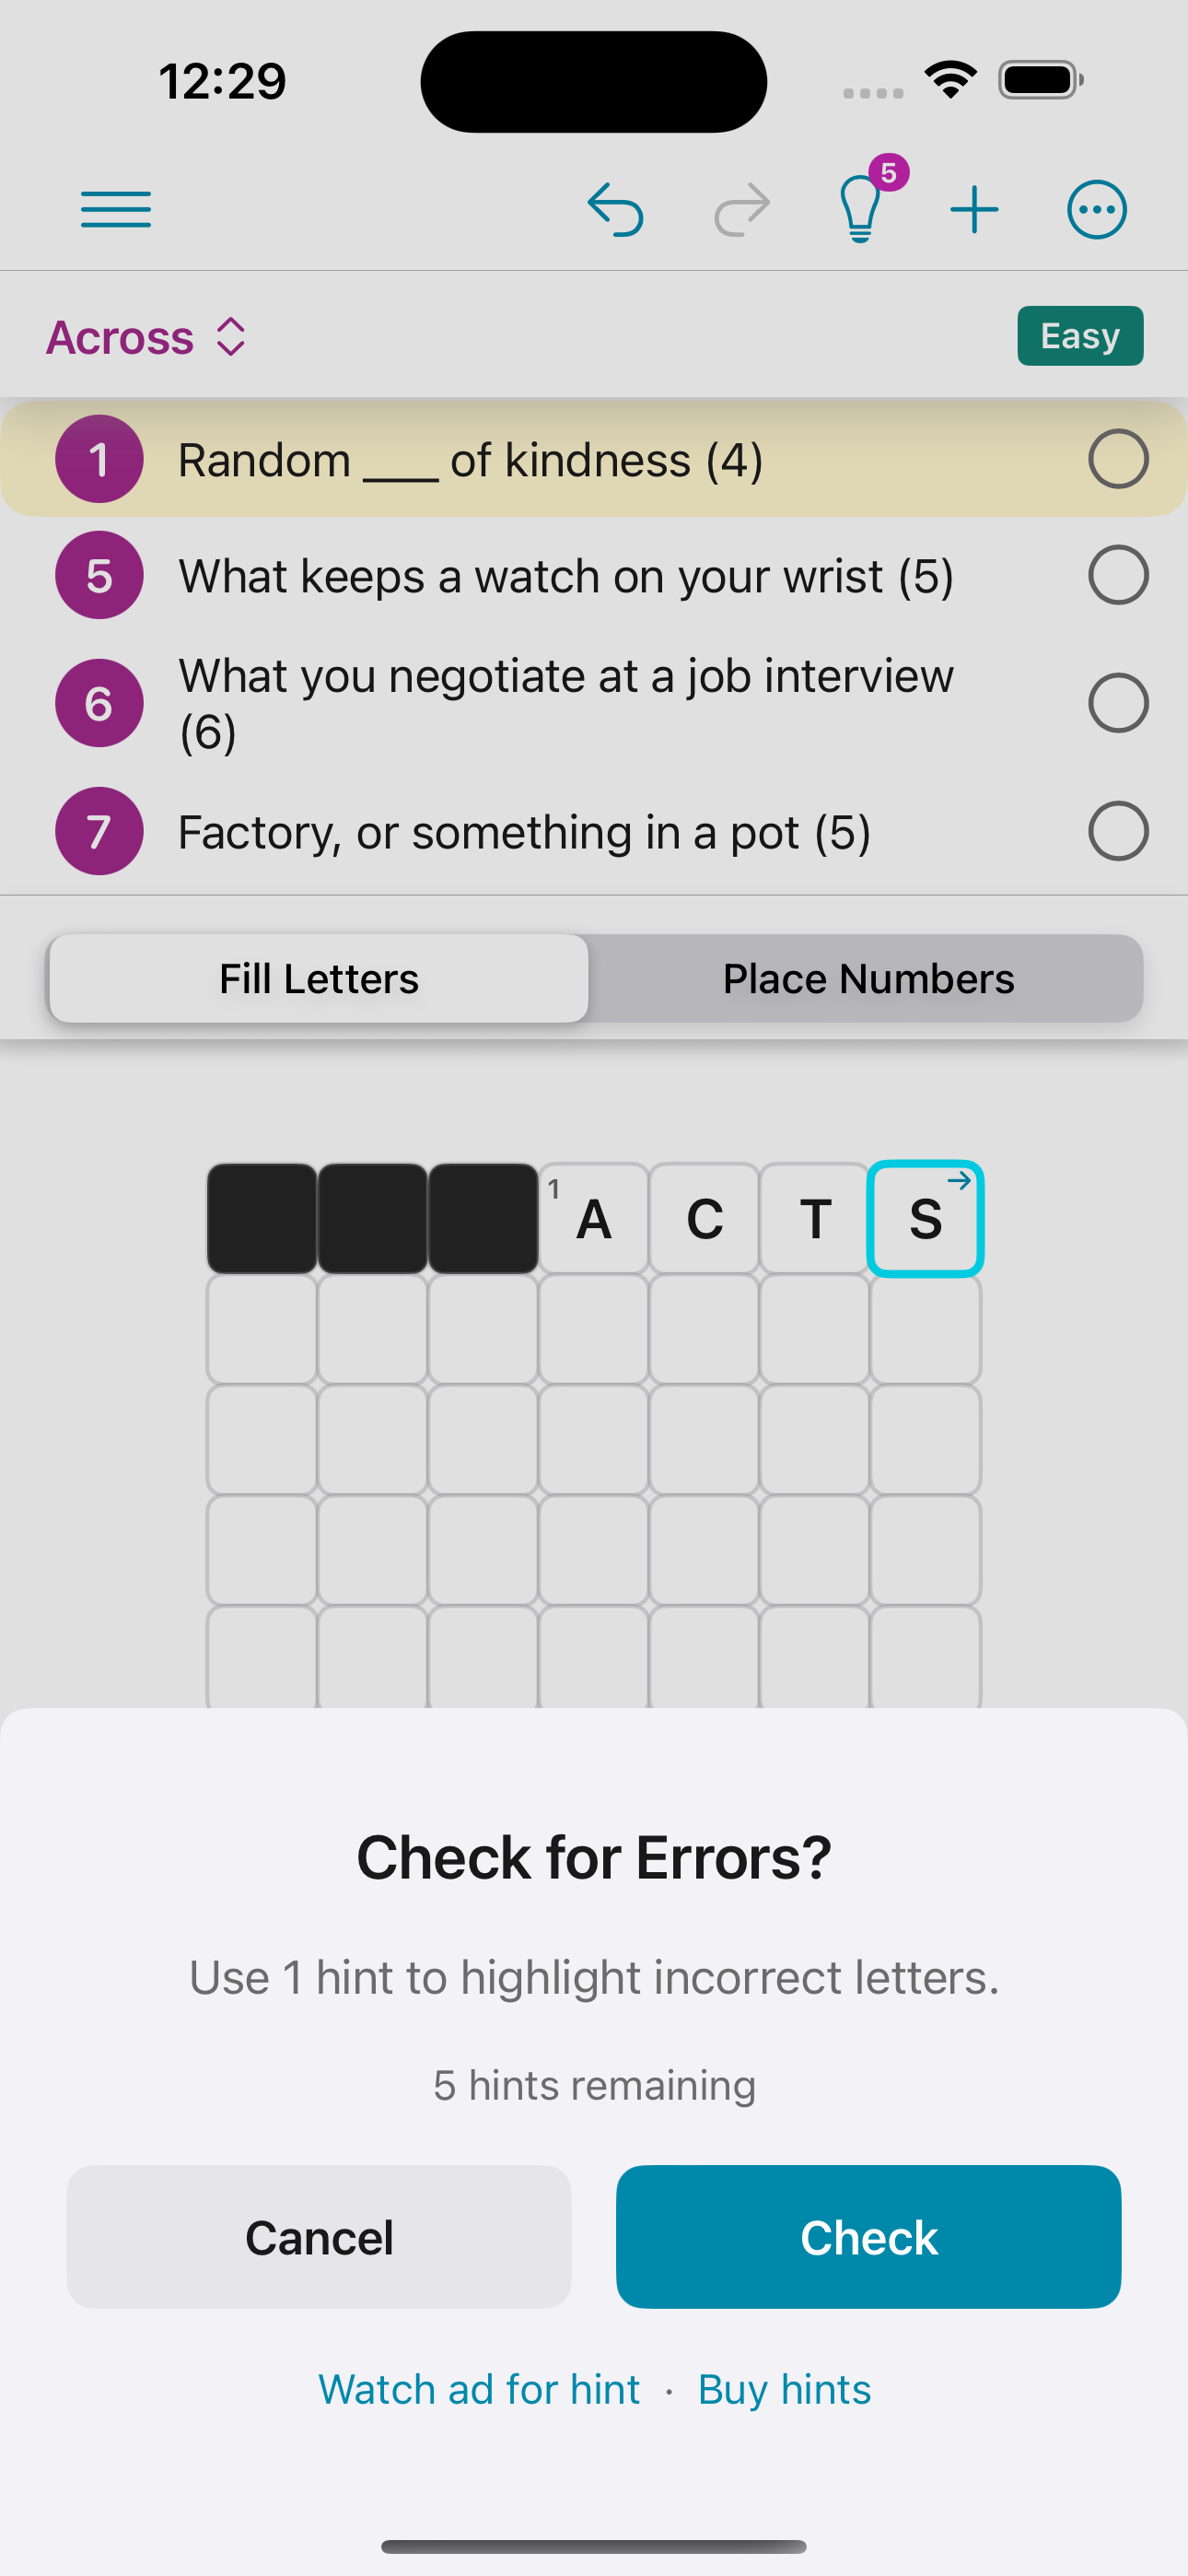 12:29
5
Across
Easy
1 Random ____ of kindness (4)
5 What keeps a watch on your wrist (5)
6 What you negotiate at a job interview
(6)
7 Factory, or something in a pot (5)
Fill Letters Place Numbers
1 A C T S
Check for Errors?
Use 1 hint to highlight incorrect letters.
5 hints remaining
Cancel Check
Watch ad for hint · Buy hints